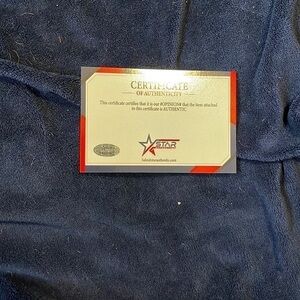 CERTIFICATE
OF AUTHENTICITY
This certificate certifies that it is our #OPINION# that the item attached
to this certificate is AUTHENTIC.
STAR